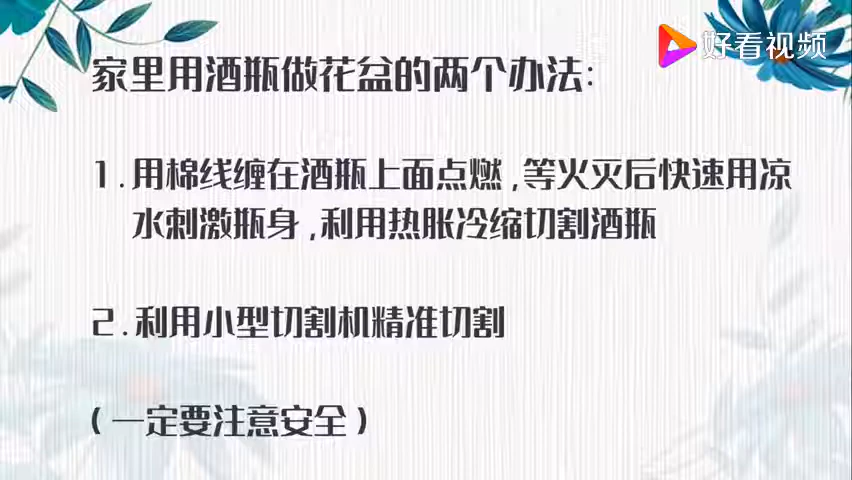 好看视频
家里用酒瓶做花盆的两个办法:
1.用棉线缠在酒瓶上面点燃,等火灭后快速用凉
水刺激瓶身,利用热胀冷缩切割酒瓶
2.利用小型切割机精准切割
(一定要注意安全)